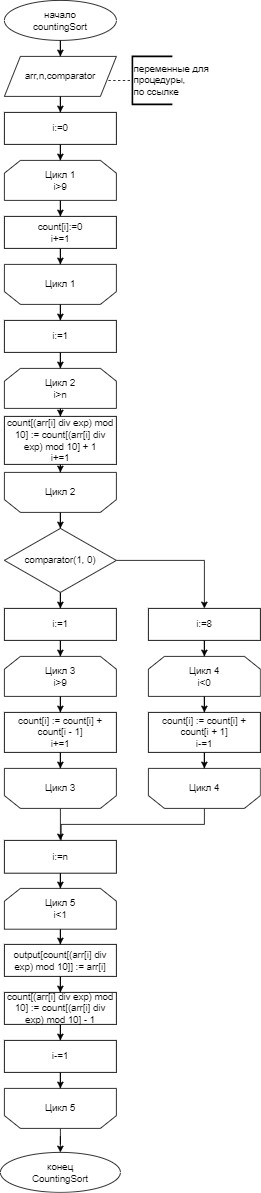 начало
countingSort
arr,n,comparator
переменные для
процедуры,
по ссылке
i:=0
Цикл 1
i>9
count[i]:=0
i+=1
Цикл 1
i:=1
Цикл 2
i>n
count[(arr[i] div exp) mod
10] := count[(arr[i] div
exp) mod 10] + 1
i+=1
Цикл 2
comparator(1, 0)
i:=1
i:=8
Цикл 3
i>9
Цикл 4
i<0
count[i] := count[i] +
count[i - 1]
i+=1
count[i] := count[i] +
count[i + 1]
i-=1
Цикл 3
Цикл 4
i:=n
Цикл 5
i<1
output[count[(arr[i] div
exp) mod 10]] := arr[i]
count[(arr[i] div exp) mod
10] := count[(arr[i] div
exp) mod 10] - 1
i-=1
Цикл 5
конец
CountingSort